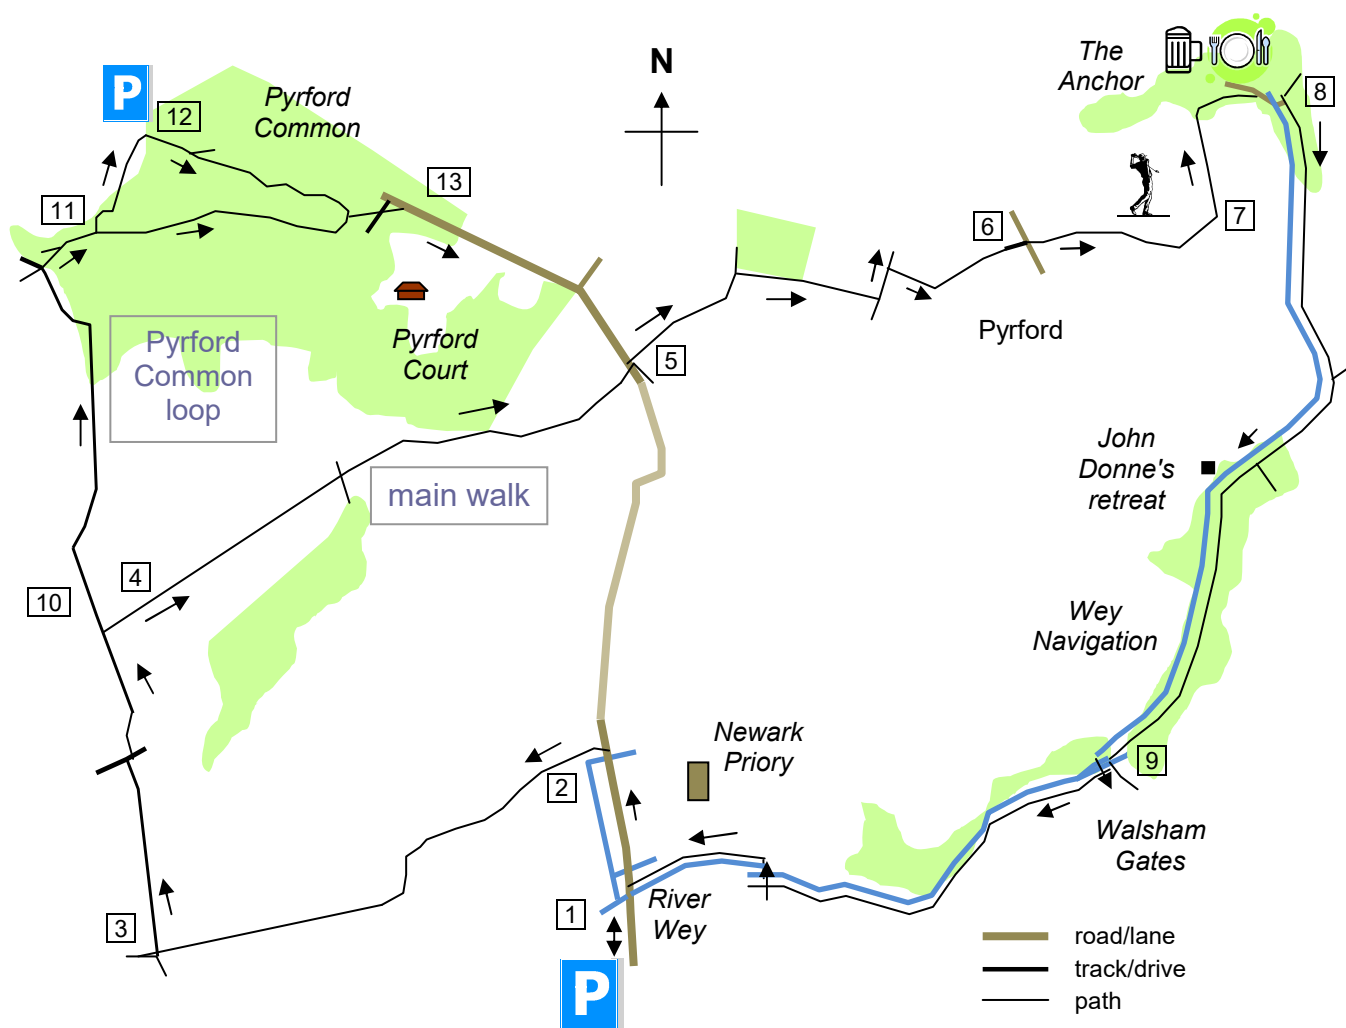 N
The
Anchor
P
12
Pyrford
Common
8
13
11
6
7
Pyrford
Pyrford
Common
loop
Pyrford
Court
5
main walk
John
Donne's
retreat
4
10
Wey
Navigation
Newark
Priory
2
9
Walsham
Gates
1
River
Wey
3
P
road/lane
track/drive
path